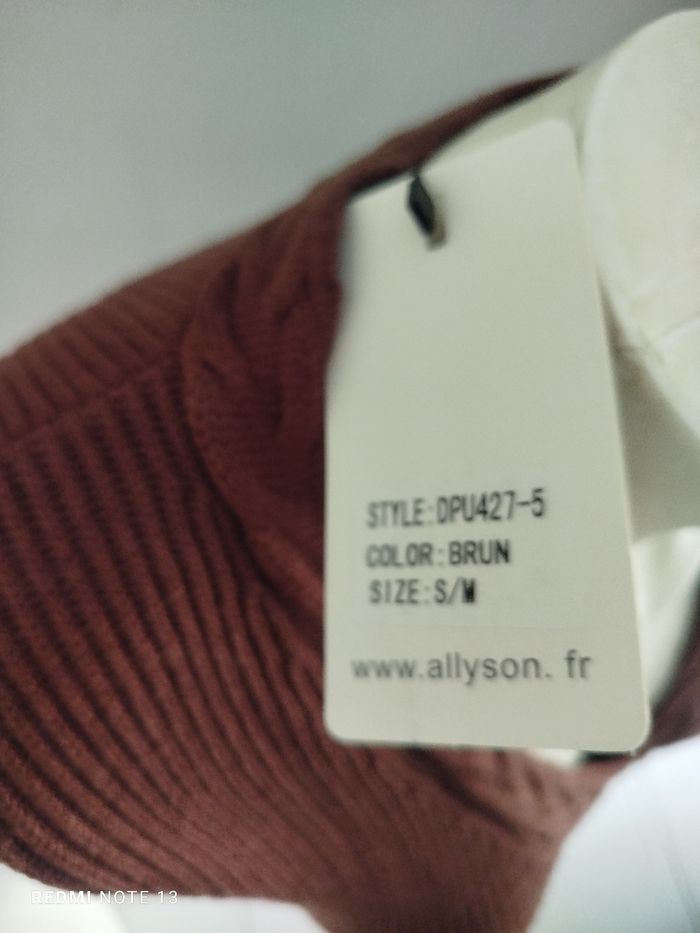 STYLE:DPU427-5
COLOR:BRUN
SIZE:S/M
www.allyson. fr
REDMI NOTE 13